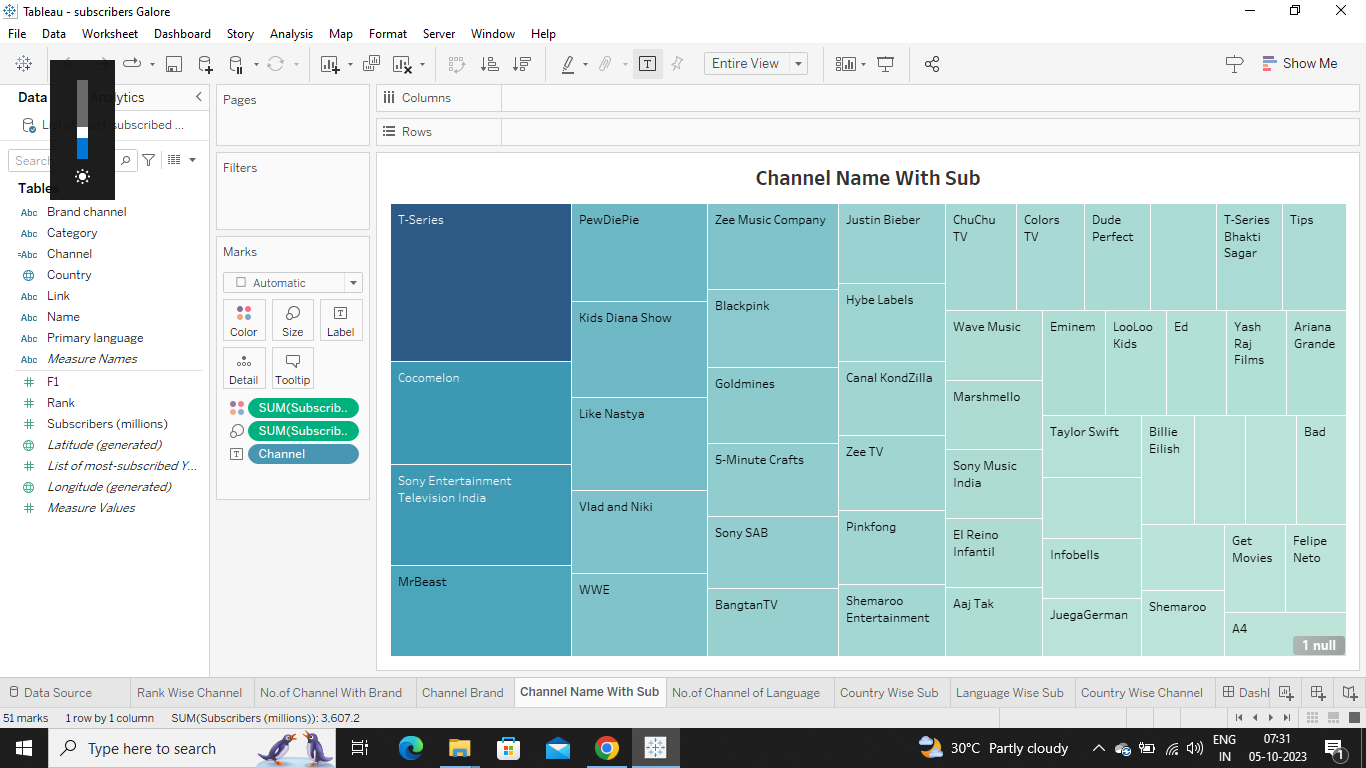 Tableau - subscribers Galore
File Data Worksheet Dashboard Story Analysis Map Format Server Window Help
Entire View
Show Me
Data
Analytics
subscribed ...
Search
Tables
Abc Brand channel
Abc Category
=Abc Channel
Country
Abc Link
Abc Name
Abc Primary language
Abc Measure Names
F1
Rank
Subscribers (millions)
Latitude (generated)
List of most-subscribed Y...
Longitude (generated)
Measure Values
Pages
Filters
Marks
Automatic
Color
Size
Label
Detail
Tooltip
SUM(Subscrib..
SUM(Subscrib..
Channel
Columns
Rows
Channel Name With Sub
T-Series
Cocomelon
Sony Entertainment
Television India
MrBeast
PewDiePie
Kids Diana Show
Like Nastya
Vlad and Niki
WWE
Zee Music Company
Blackpink
Goldmines
5-Minute Crafts
Sony SAB
BangtanTV
Justin Bieber
Hybe Labels
Canal KondZilla
Zee TV
Pinkfong
Shemaroo
Entertainment
ChuChu
TV
Colors
TV
Dude
Perfect
T-Series
Bhakti
Sagar
Tips
Wave Music
Marshmello
Sony Music
India
El Reino
Infantil
Aaj Tak
Eminem
LooLoo
Kids
Ed
Yash
Raj
Films
Ariana
Grande
Taylor Swift
Infobells
JuegaGerman
Billie
Eilish
Bad
Shemaroo
Get
Movies
Felipe
Neto
A4
1 null
Data Source
Rank Wise Channel
No.of Channel With Brand
Channel Brand
Channel Name With Sub
No.of Channel of Language
Country Wise Sub
Language Wise Sub
Country Wise Channel
Dashl
51 marks
1 row by 1 column
SUM(Subscribers (millions)): 3,607.2
Type here to search
30°C Partly cloudy
ENG
IN
07:31
05-10-2023
1